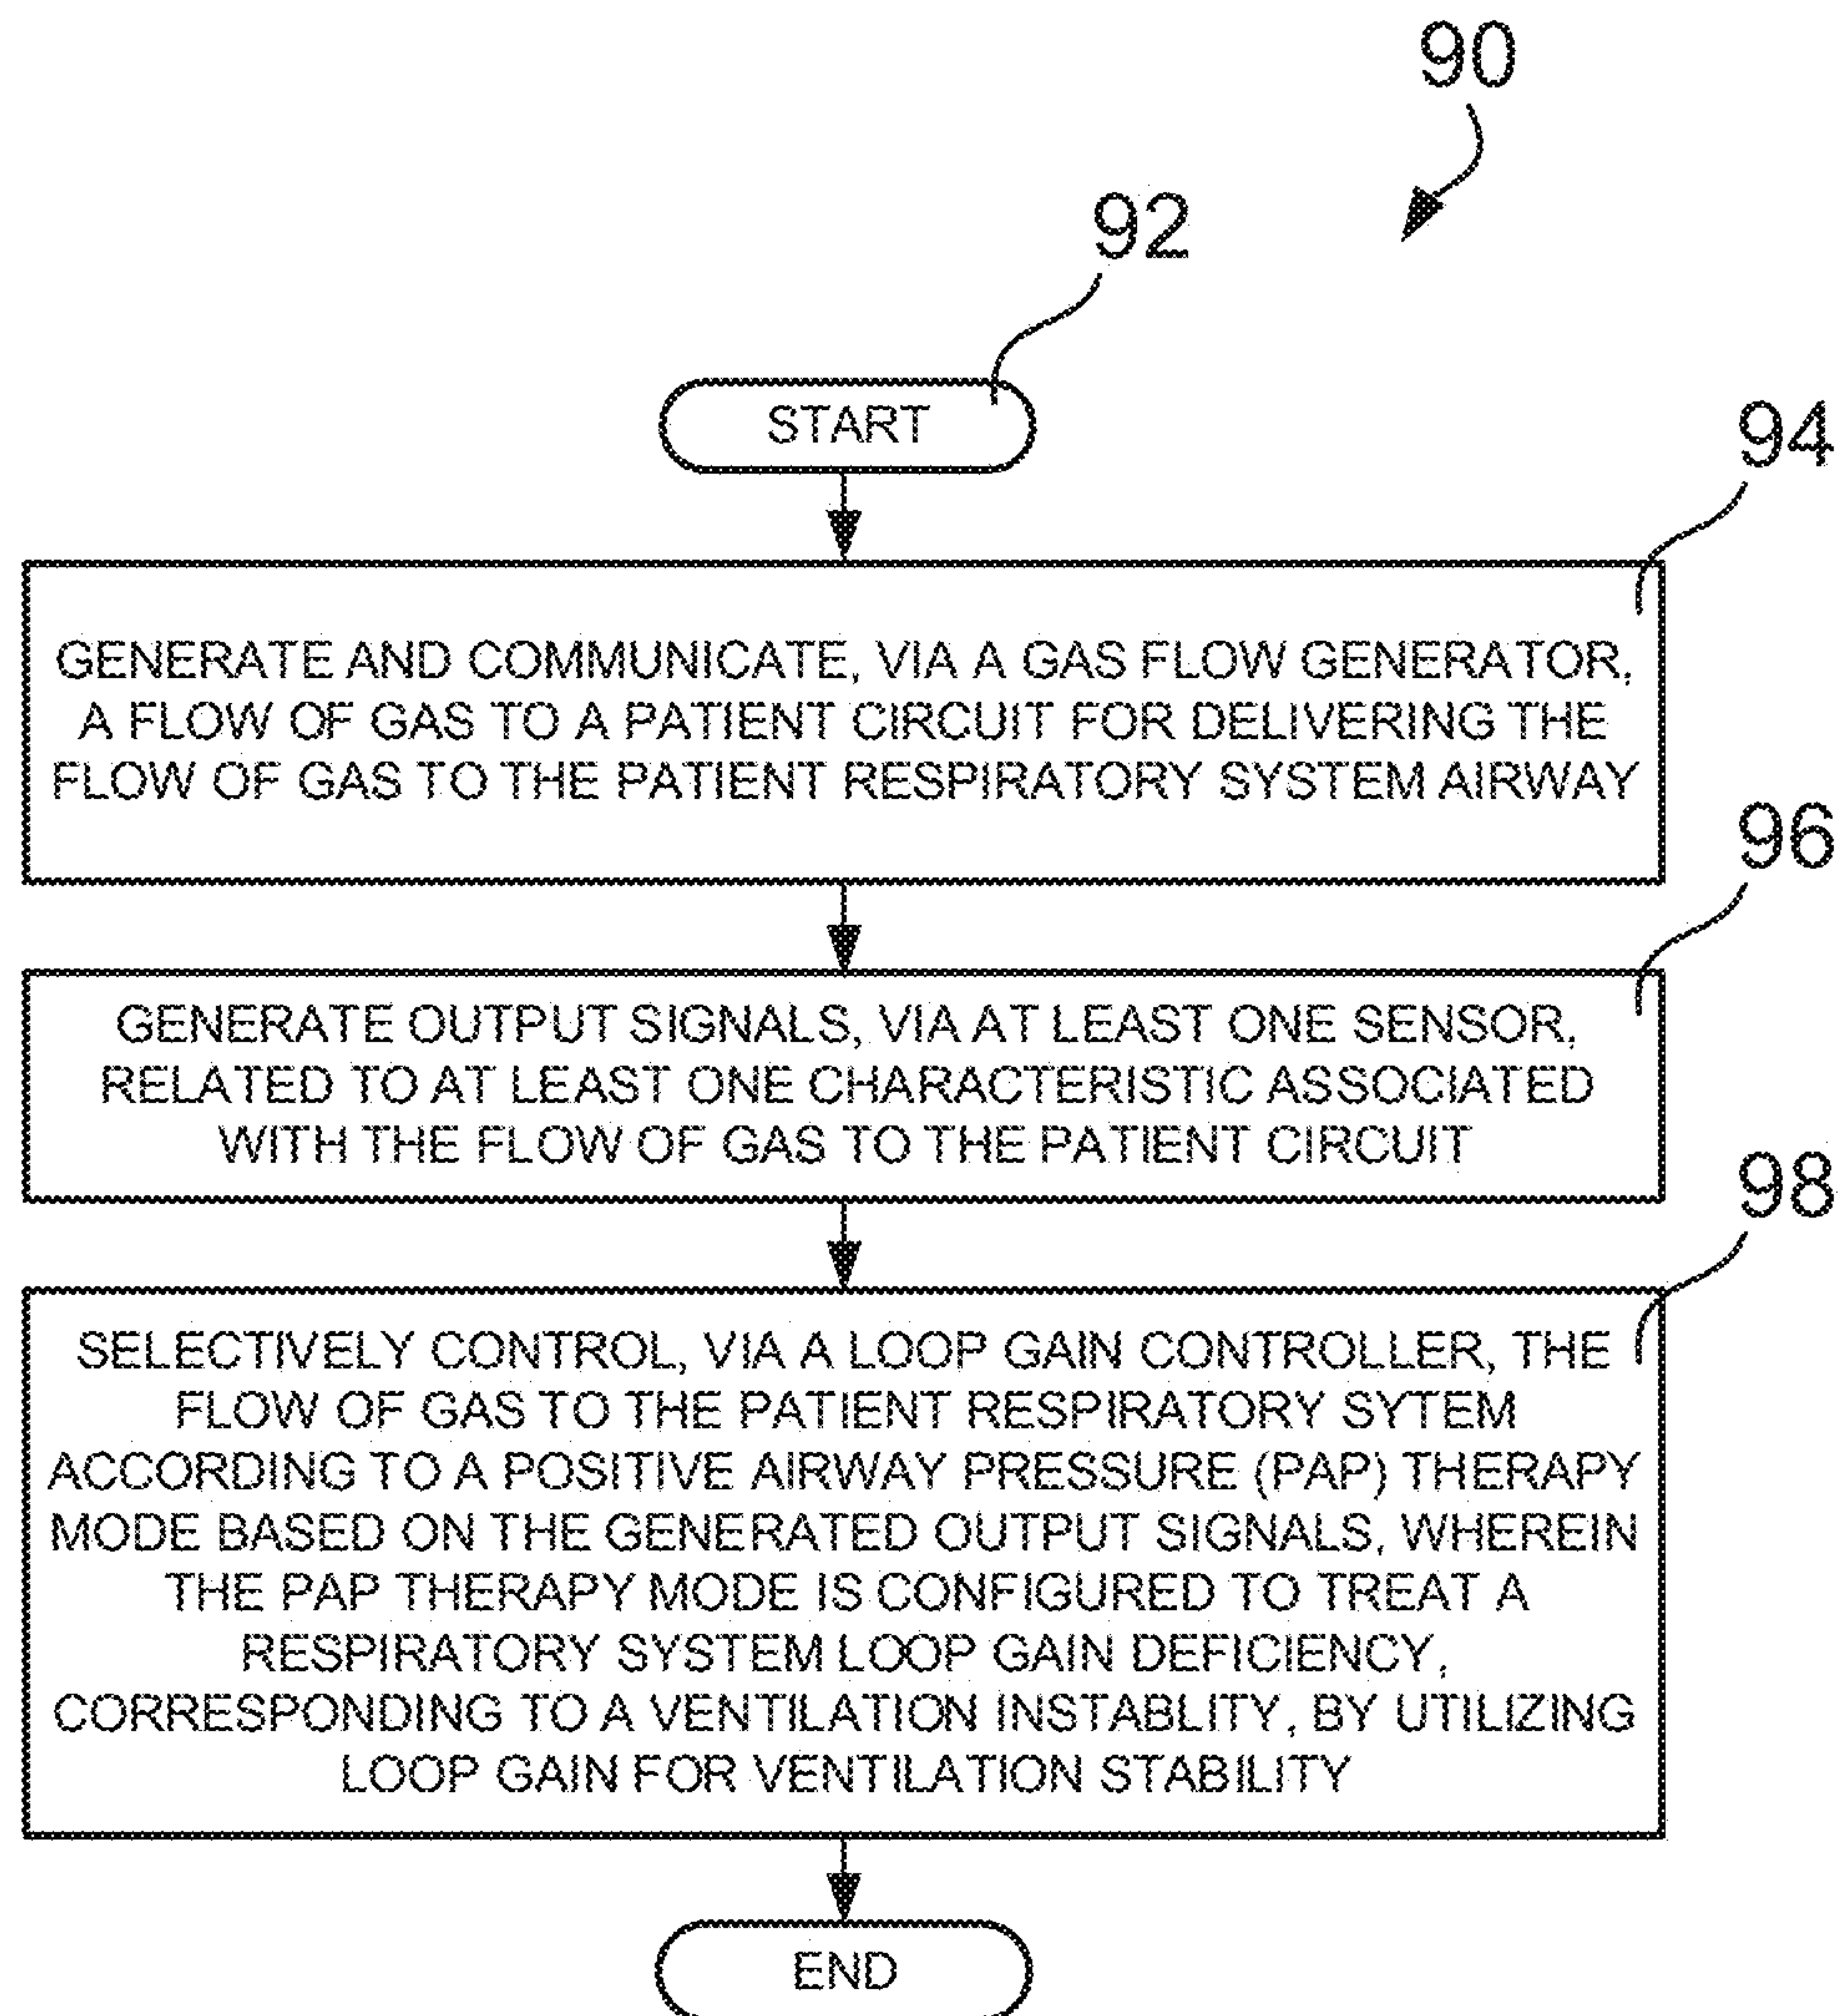 90
92
START
94
GENERATE AND COMMUNICATE, VIA A GAS FLOW GENERATOR,
A FLOW OF GAS TO A PATIENT CIRCUIT FOR DELIVERING THE
FLOW OF GAS TO THE PATIENT RESPIRATORY SYSTEM AIRWAY
96
GENERATE OUTPUT SIGNALS, VIA AT LEAST ONE SENSOR,
RELATED TO AT LEAST ONE CHARACTERISTIC ASSOCIATED
WITH THE FLOW OF GAS TO THE PATIENT CIRCUIT
98
SELECTIVELY CONTROL, VIA A LOOP GAIN CONTROLLER, THE
FLOW OF GAS TO THE PATIENT RESPIRATORY SYTEM
ACCORDING TO A POSITIVE AIRWAY PRESSURE (PAP) THERAPY
MODE BASED ON THE GENERATED OUTPUT SIGNALS, WHEREIN
THE PAP THERAPY MODE IS CONFIGURED TO TREAT A
RESPIRATORY SYSTEM LOOP GAIN DEFICIENCY,
CORRESPONDING TO A VENTILATION INSTABLITY, BY UTILIZING
LOOP GAIN FOR VENTILATION STABILITY
END